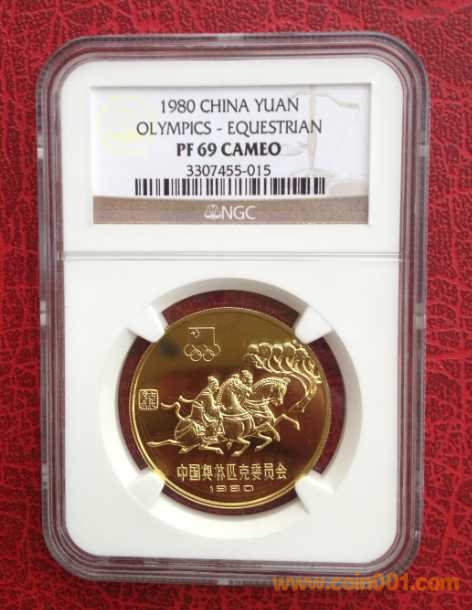 1980 CHINA YUAN
OLYMPICS - EQUESTRIAN
PF 69 CAMEO
3307455-015
NGC
中国奥林匹克委员会
1980
www.coin001.com